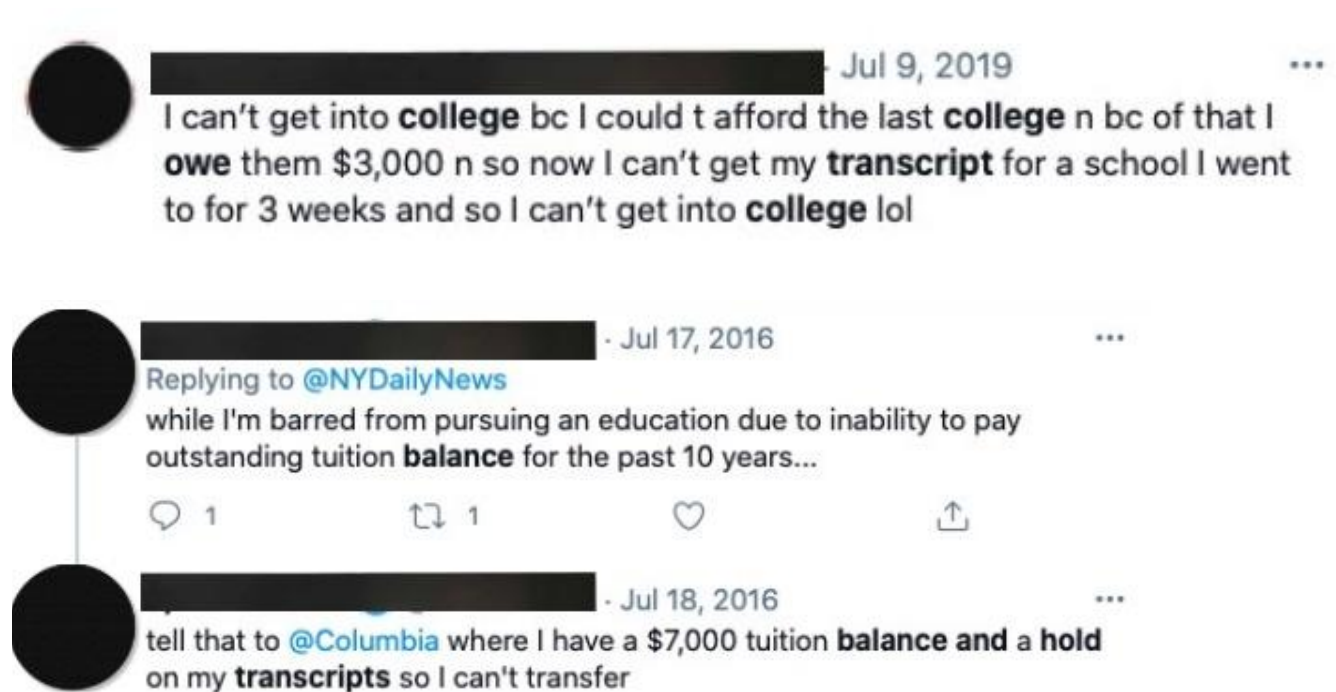 Jul 9, 2019
I can't get into college bc I could t afford the last college n bc of that I
owe them $3,000 n so now I can't get my transcript for a school I went
to for 3 weeks and so I can't get into college lol
· Jul 17, 2016
Replying to @NYDailyNews
while I'm barred from pursuing an education due to inability to pay
outstanding tuition balance for the past 10 years...
1 1
· Jul 18, 2016
tell that to @Columbia where I have a $7,000 tuition balance and a hold
on my transcripts so I can't transfer